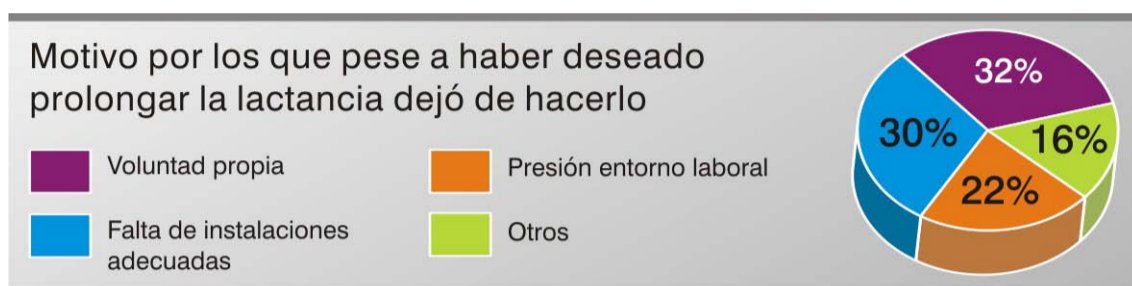 Motivo por los que pese a haber deseado
prolongar la lactancia dejó de hacerlo
Voluntad propia
Falta de instalaciones
adecuadas
Presión entorno laboral
Otros
32%
30%
16%
22%